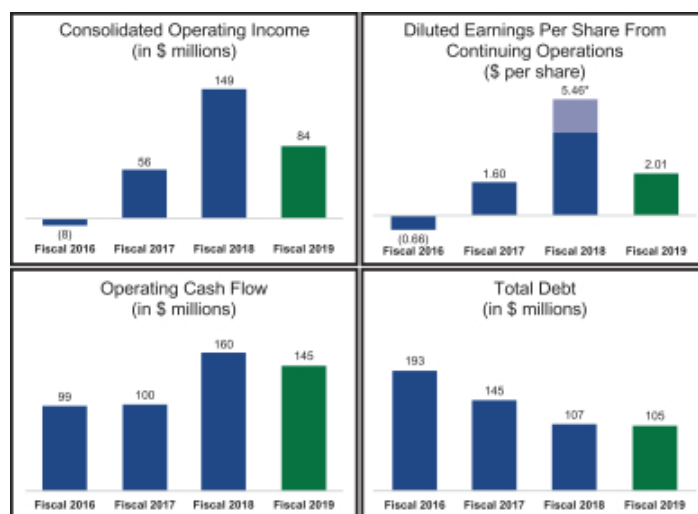 Consolidated Operating Income
(in $ millions)
149
84
56
(8)
Fiscal 2016 Fiscal 2017 Fiscal 2018 Fiscal 2019
Diluted Earnings Per Share From
Continuing Operations
($ per share)
5.46*
2.01
1.60
(0.66)
Fiscal 2016 Fiscal 2017 Fiscal 2018 Fiscal 2019
Operating Cash Flow
(in $ millions)
160
145
99 100
Fiscal 2016 Fiscal 2017 Fiscal 2018 Fiscal 2019
Total Debt
(in $ millions)
193
145
107 105
Fiscal 2016 Fiscal 2017 Fiscal 2018 Fiscal 2019